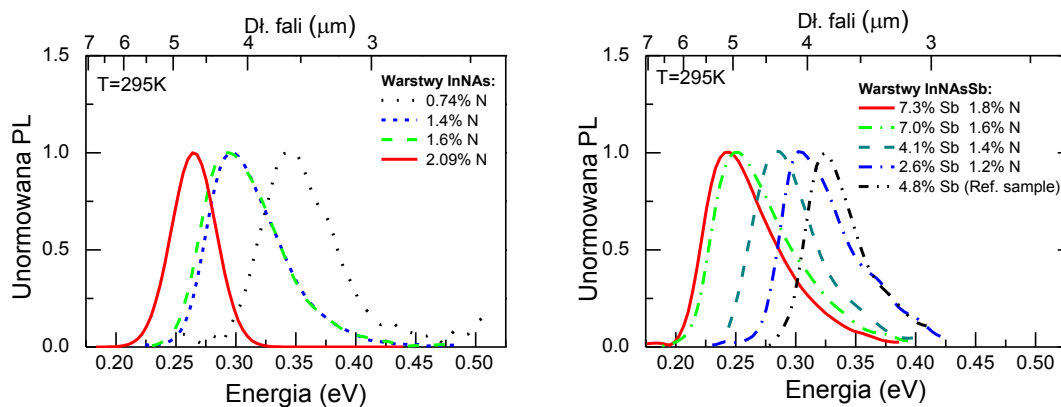 Dł. fali (µm)
7 6 5 4 3
1.5
1.0
0.5
0.0
Unormowana PL
T=295K
Warstwy InNAs:
0.74% N
1.4% N
1.6% N
2.09% N
0.20 0.25 0.30 0.35 0.40 0.45 0.50
Energia (eV)
Dł. fali (µm)
7 6 5 4 3
1.5
1.0
0.5
0.0
Unormowana PL
T=295K
Warstwy InNAsSb:
7.3% Sb 1.8% N
7.0% Sb 1.6% N
4.1% Sb 1.4% N
2.6% Sb 1.2% N
4.8% Sb (Ref. sample)
0.20 0.25 0.30 0.35 0.40 0.45 0.50
Energia (eV)